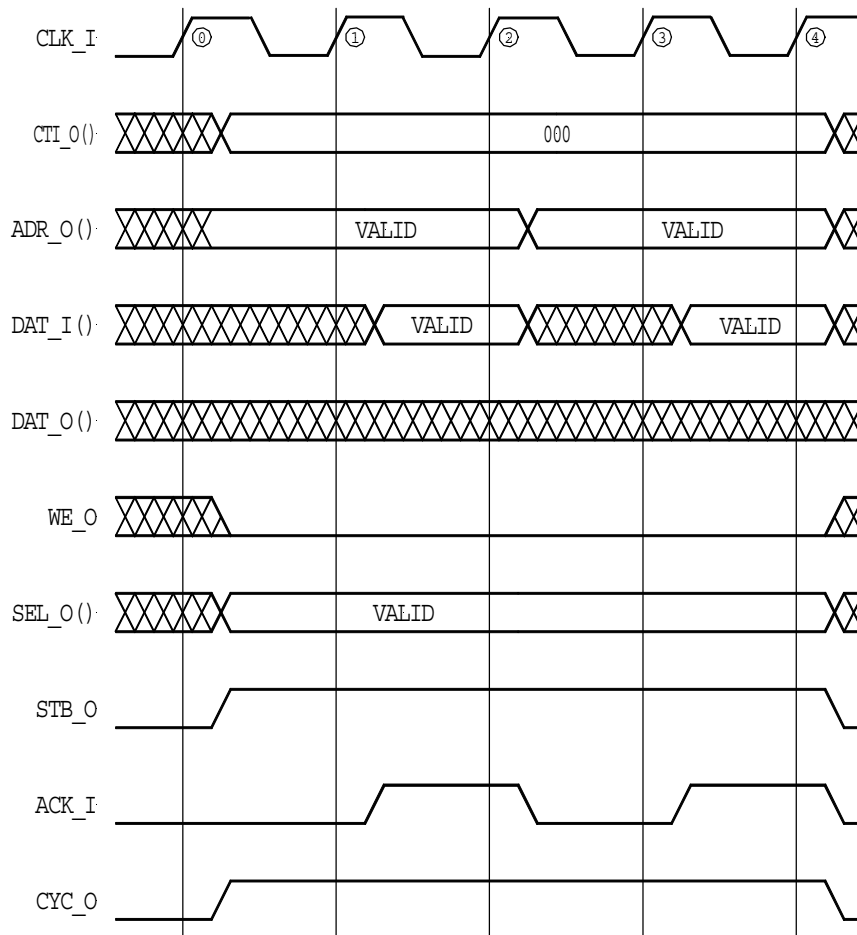 CLK_I 0 1 2 3 4
CTI_O() 000
ADR_O() VALID VALID
DAT_I() VALID VALID
DAT_O()
WE_O
SEL_O() VALID
STB_O
ACK_I
CYC_O